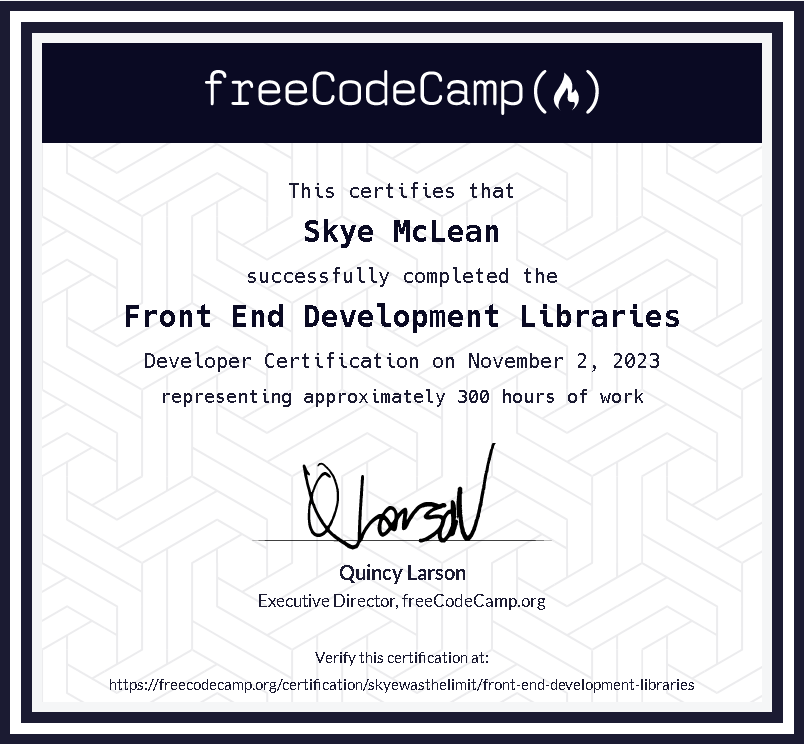 freeCodeCamp
This certifies that
Skye McLean
successfully completed the
Front End Development Libraries
Developer Certification on November 2, 2023
representing approximately 300 hours of work
Q Larson
Quincy Larson
Executive Director, freeCodeCamp.org
Verify this certification at:
https://freecodecamp.org/certification/skyewasthelimit/front-end-development-libraries